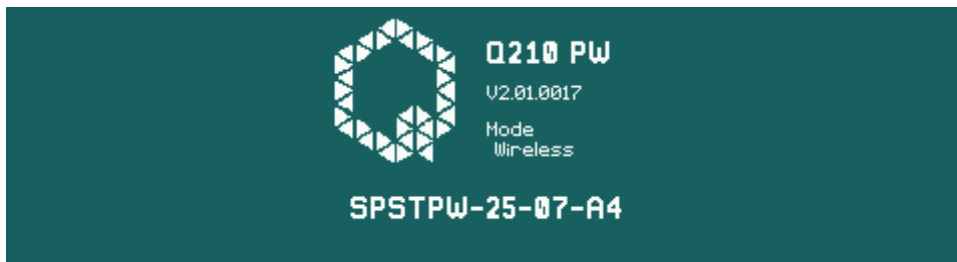 Q210 PW
V2.01.0017
Mode
Wireless
SPSTPW-25-07-A4